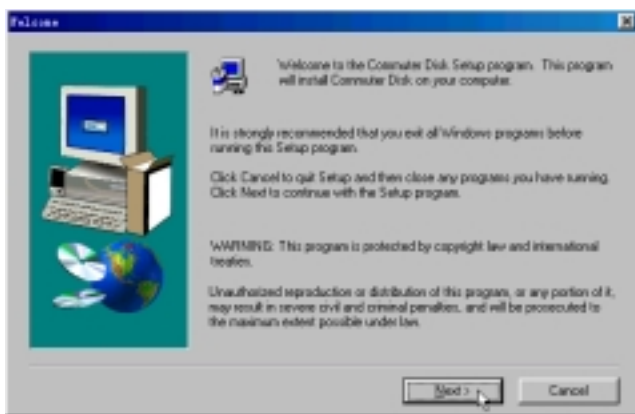 Welcome
Welcome to the Commuter Disk Setup program. This program
will install Commuter Disk on your computer.
It is strongly recommended that you exit all Windows programs before
running this Setup program.
Click Cancel to quit Setup and then close any programs you have running.
Click Next to continue with the Setup program.
WARNING: This program is protected by copyright law and international
treaties.
Unauthorized reproduction or distribution of this program, or any portion of it,
may result in severe civil and criminal penalties, and will be prosecuted to
the maximum extent possible under law.
Next > Cancel